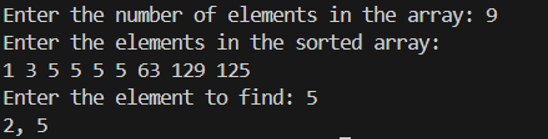 Enter the number of elements in the array: 9
Enter the elements in the sorted array:
1 3 5 5 5 5 63 129 125
Enter the element to find: 5
2, 5